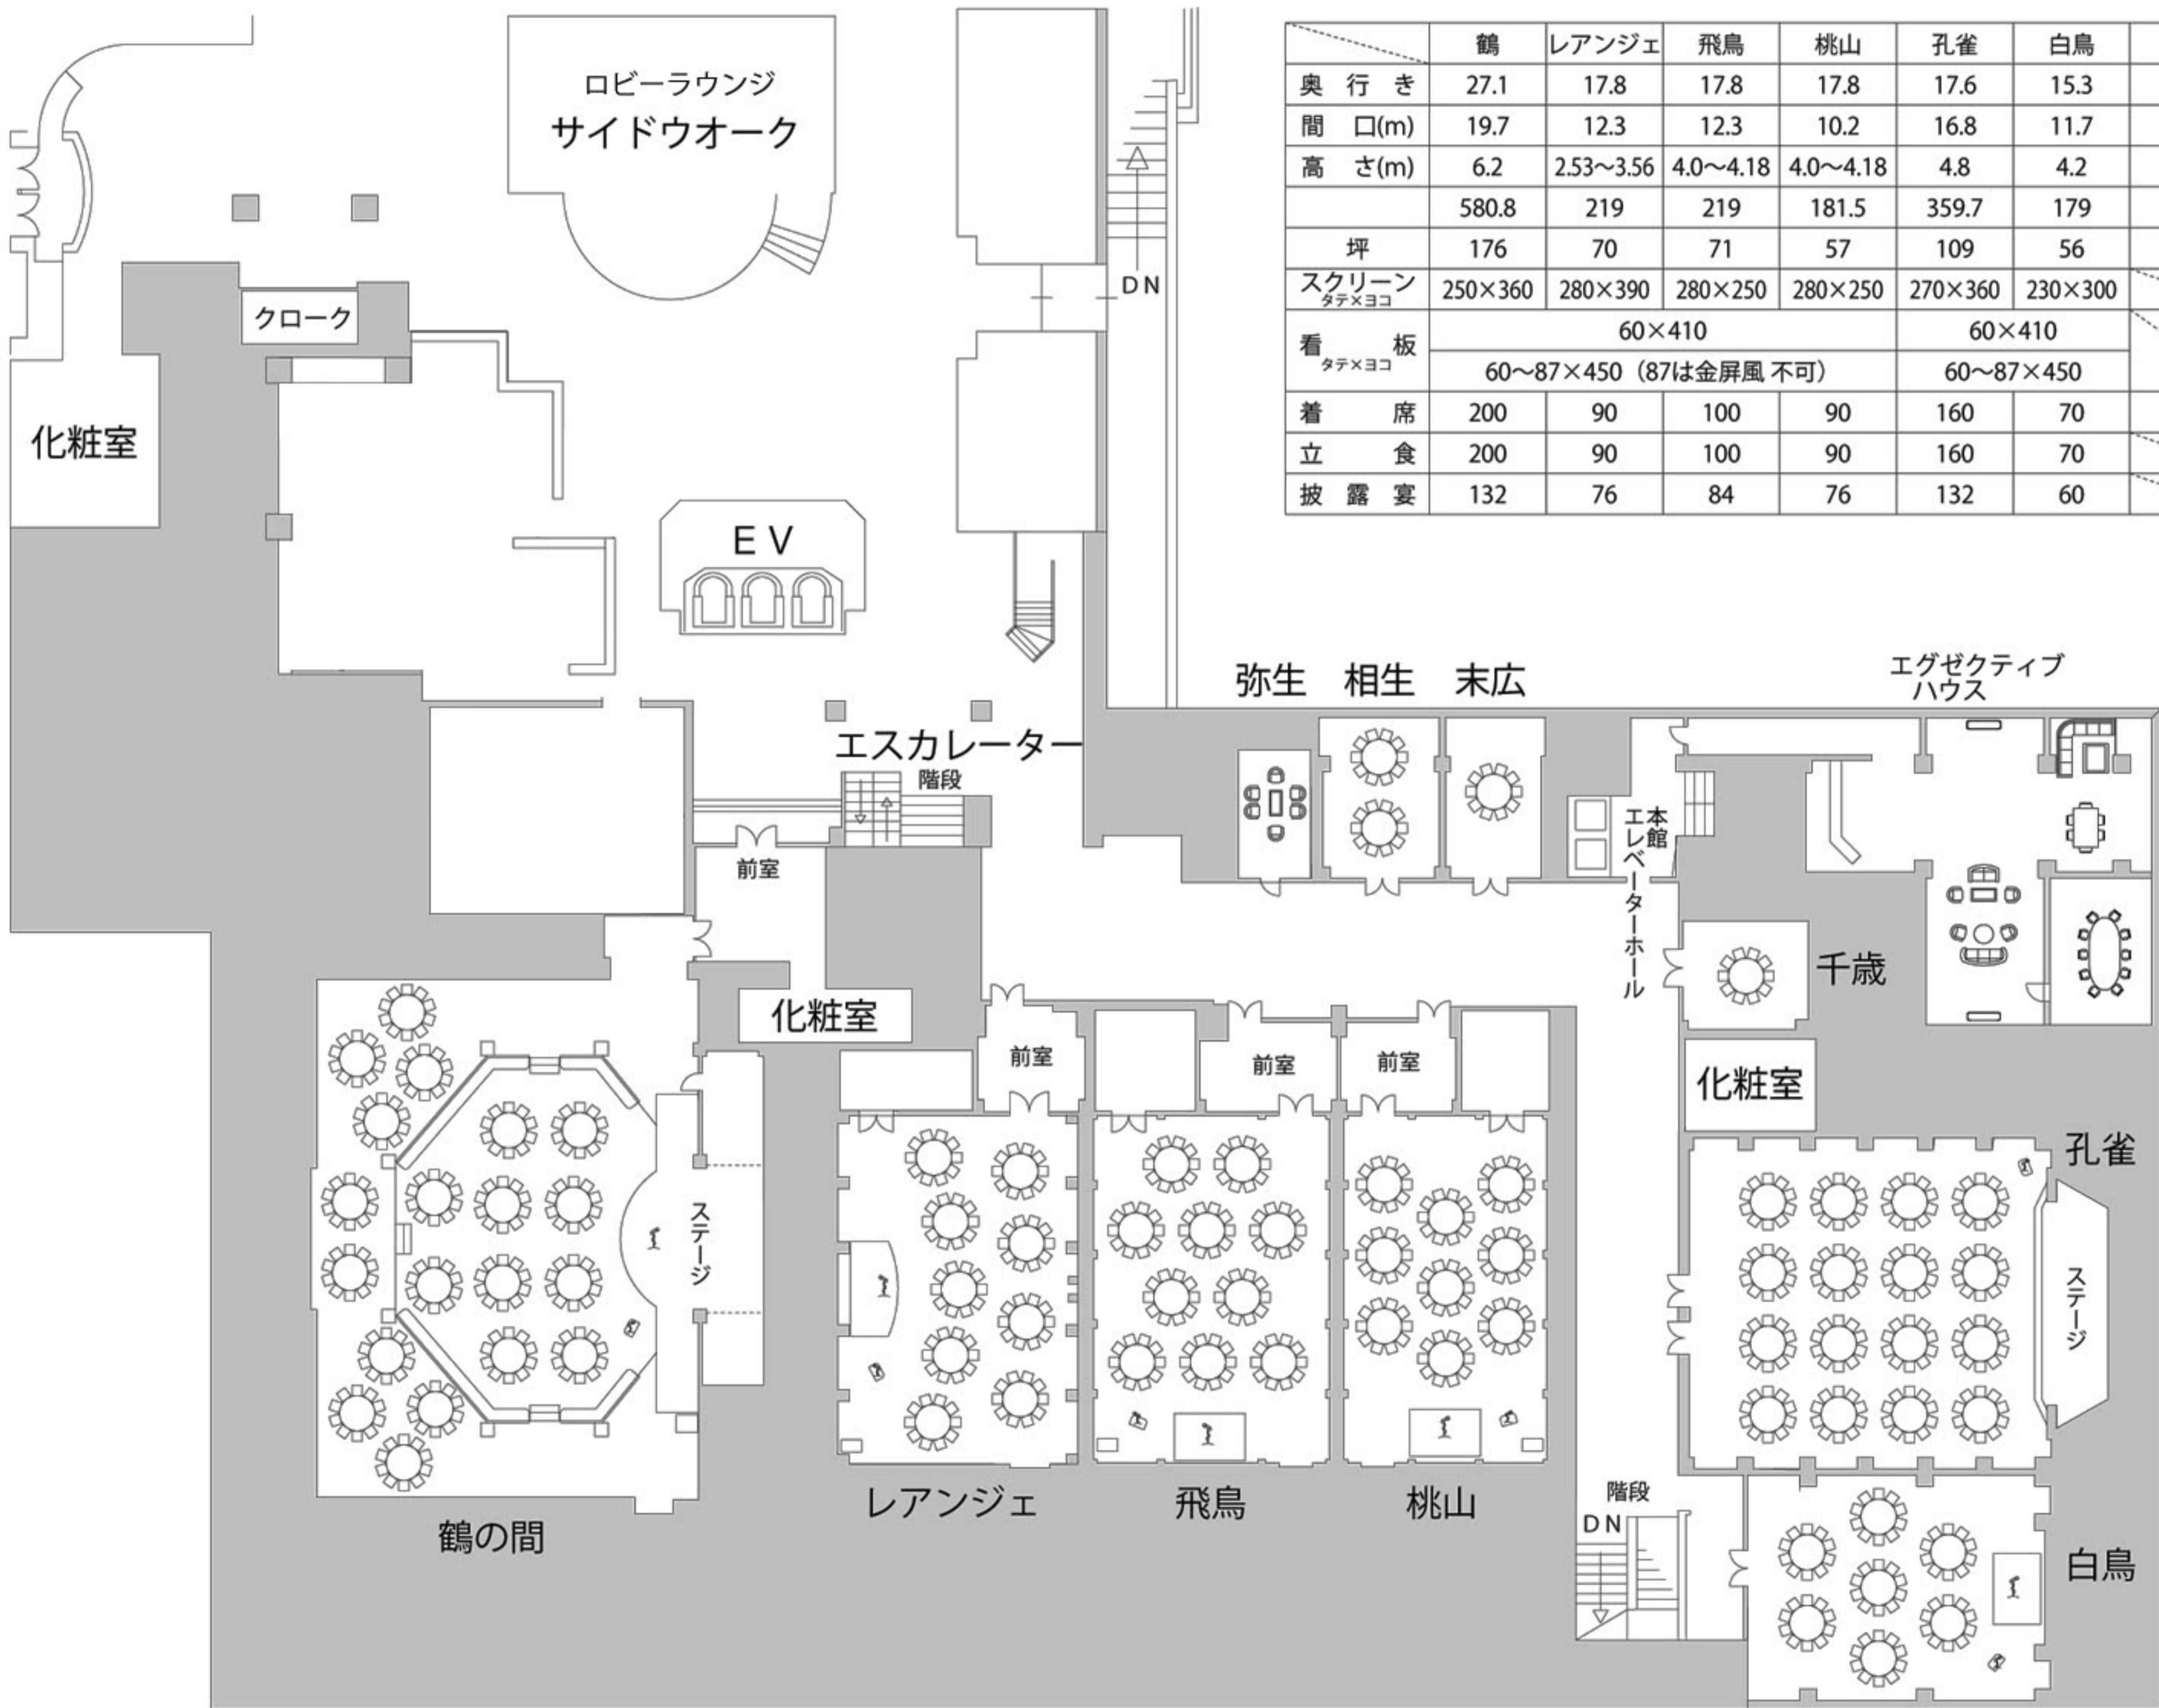 ロビーラウンジ
サイドウオーク
DN
クローク
化粧室
EV
鶴 レアンジェ 飛鳥 桃山 孔雀 白鳥
奥行き 27.1 17.8 17.8 17.8 17.6 15.3
間口(m) 19.7 12.3 12.3 10.2 16.8 11.7
高さ(m) 6.2 2.53〜3.56 4.0〜4.18 4.0〜4.18 4.8 4.2
580.8 219 219 181.5 359.7 179
坪 176 70 71 57 109 56
スクリーン 250×360 280×390 280×250 280×250 270×360 230×300
タテ×ヨコ
看板 60×410 60×410
タテ×ヨコ 60〜87×450（87は金屏風 不可） 60〜87×450
着席 200 90 100 90 160 70
立食 200 90 100 90 160 70
披露宴 132 76 84 76 132 60
弥生 相生 末広
エグゼクティブ
ハウス
エスカレーター
階段
前室
本館
エレベーターホール
千歳
化粧室
前室
前室
前室
化粧室
孔雀
ステージ
ステージ
レアンジェ
飛鳥
桃山
鶴の間
階段
DN
白鳥